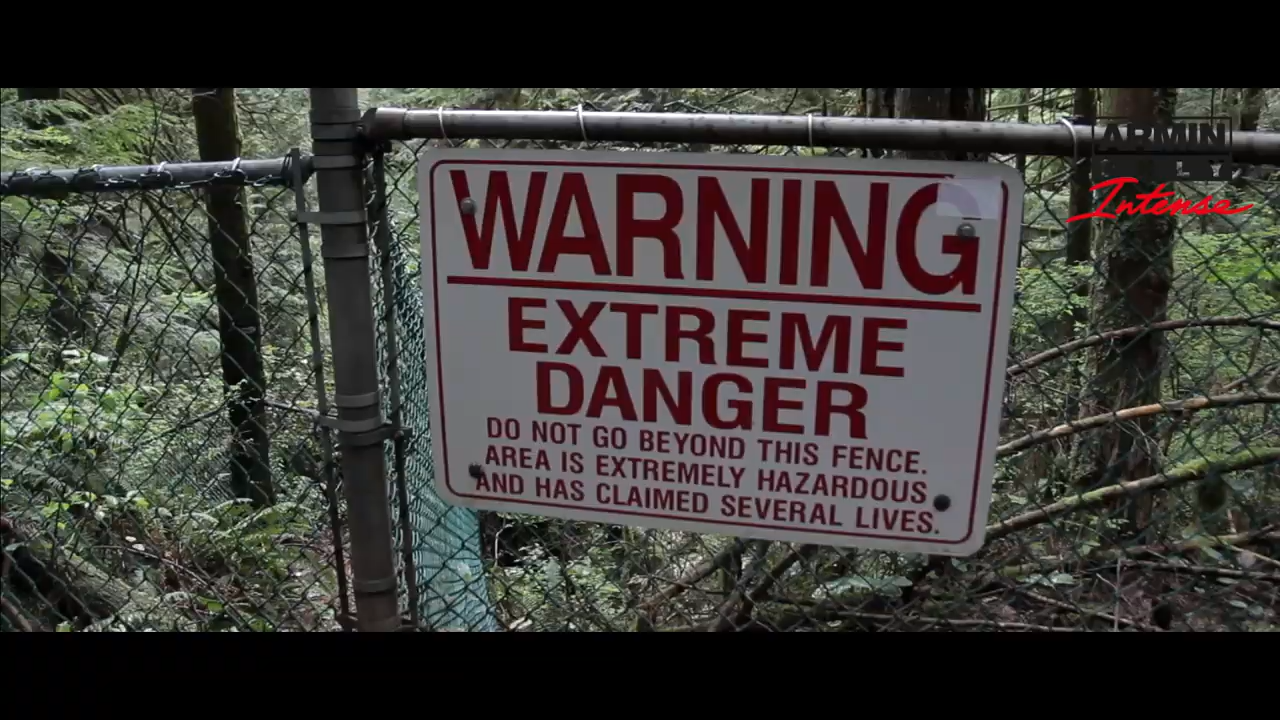 WARNING
EXTREME
DANGER
DO NOT GO BEYOND THIS FENCE.
AREA IS EXTREMELY HAZARDOUS
AND HAS CLAIMED SEVERAL LIVES.
ARMIN
ONLY
Intense